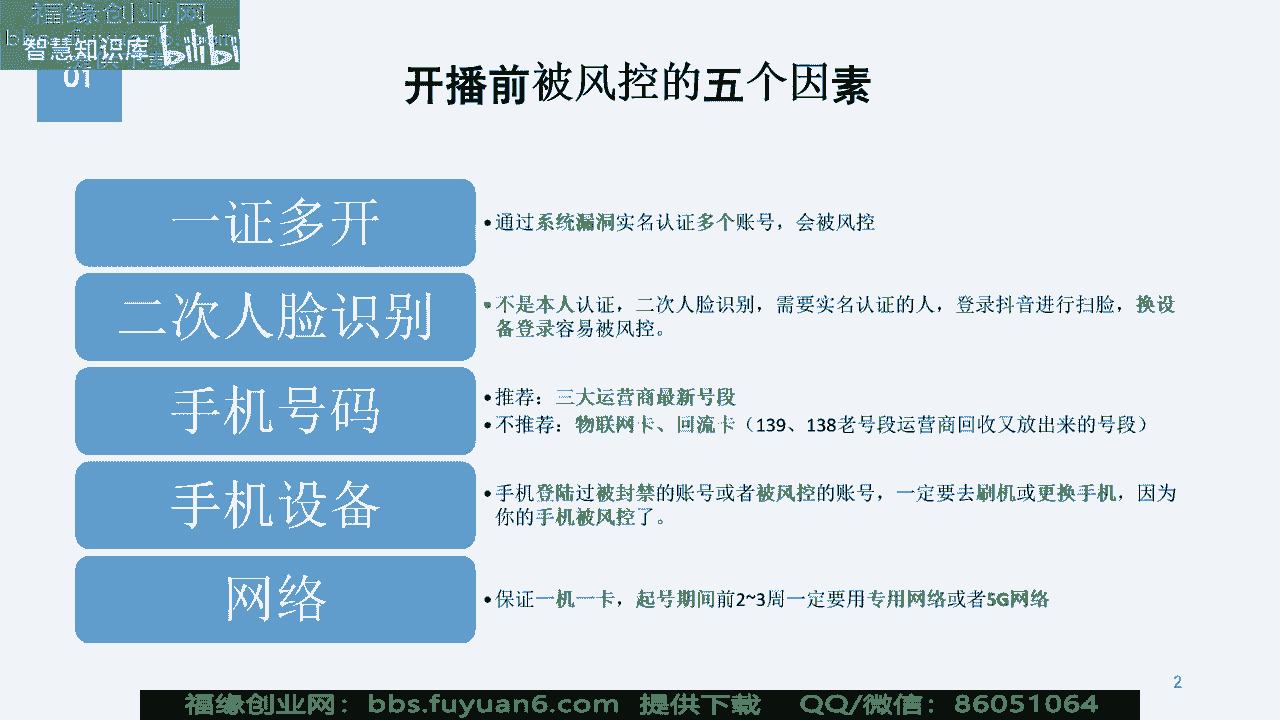 福缘创业网
智慧知识库 bilibili
01
开播前被风控的五个因素
一证多开
•通过系统漏洞实名认证多个账号，会被风控
二次人脸识别
•不是本人认证，二次人脸识别，需要实名认证的人，登录抖音进行扫脸，换设
备登录容易被风控。
手机号码
•推荐：三大运营商最新号段
•不推荐：物联网卡、回流卡（139、138老号段运营商回收又放出来的号段）
手机设备
•手机登陆过被封禁的账号或者被风控的账号，一定要去刷机或更换手机，因为
你的手机被风控了。
网络
•保证一机一卡，起号期间前2~3周一定要用专用网络或者5G网络
2
福缘创业网：bbs.fuyuan6.com 提供下载 QQ/微信：86051064